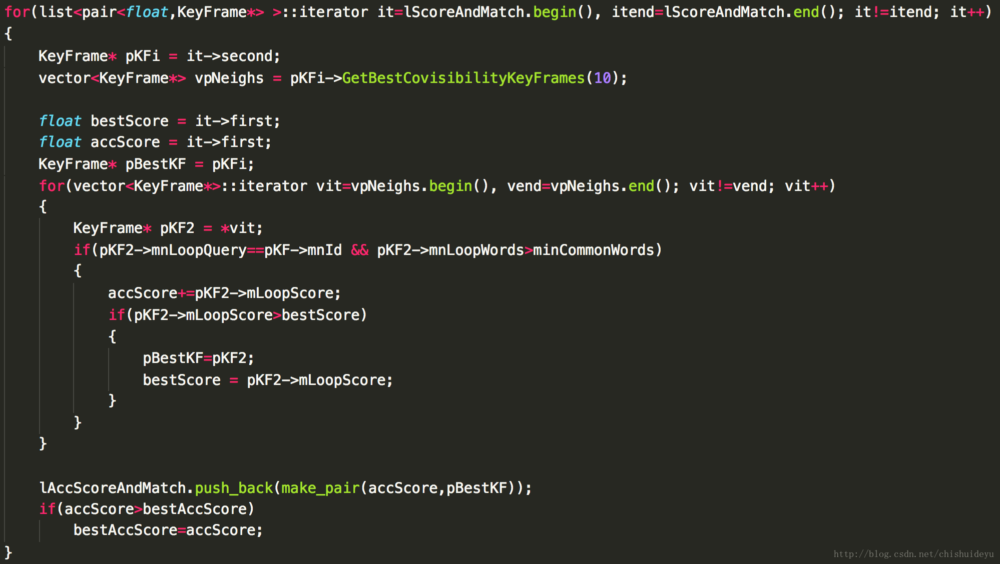 for(list<pair<float,KeyFrame*> >::iterator it=lScoreAndMatch.begin(), itend=lScoreAndMatch.end(); it!=itend; it++)
{
    KeyFrame* pKFi = it->second;
    vector<KeyFrame*> vpNeighs = pKFi->GetBestCovisibilityKeyFrames(10);

    float bestScore = it->first;
    float accScore = it->first;
    KeyFrame* pBestKF = pKFi;
    for(vector<KeyFrame*>::iterator vit=vpNeighs.begin(), vend=vpNeighs.end(); vit!=vend; vit++)
    {
        KeyFrame* pKF2 = *vit;
        if(pKF2->mnLoopQuery==pKF->mnId && pKF2->mnLoopWords>minCommonWords)
        {
            accScore+=pKF2->mLoopScore;
            if(pKF2->mLoopScore>bestScore)
            {
                pBestKF=pKF2;
                bestScore = pKF2->mLoopScore;
            }
        }
    }

    lAccScoreAndMatch.push_back(make_pair(accScore,pBestKF));
    if(accScore>bestAccScore)
        bestAccScore=accScore;
}
http://blog.csdn.net/chishuideyu